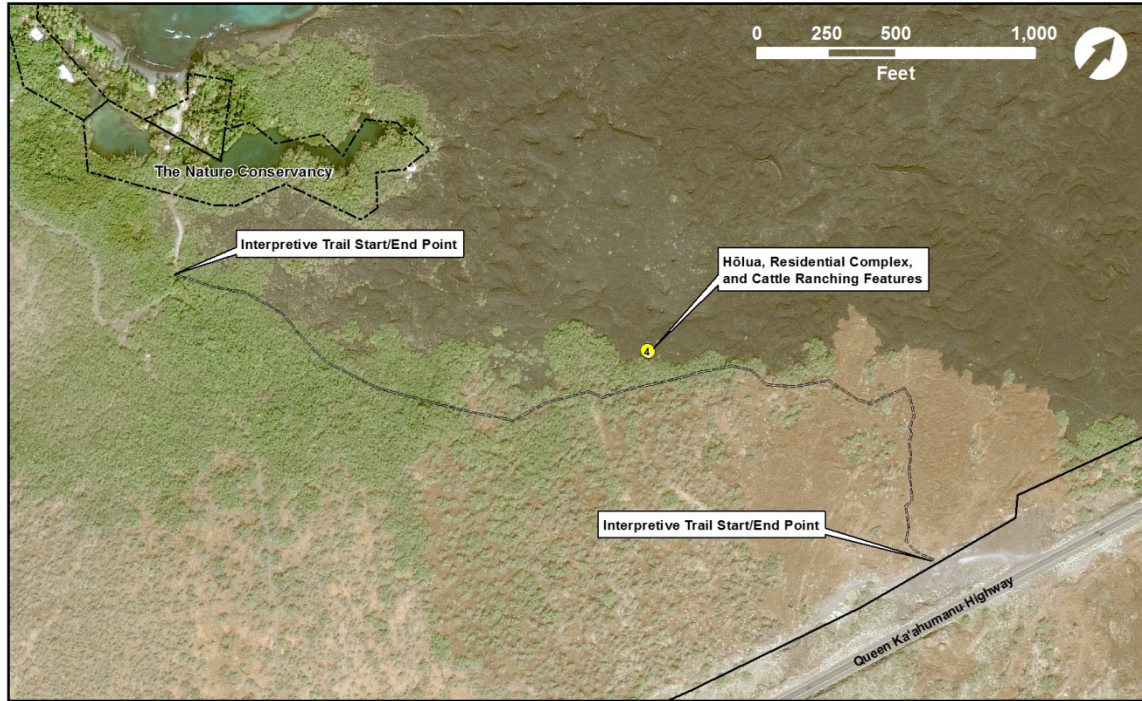 0 250 500 1,000
Feet
The Nature Conservancy
Interpretive Trail Start/End Point
Hōlua, Residential Complex,
and Cattle Ranching Features
4
Interpretive Trail Start/End Point
Queen Ka'ahumanu Highway